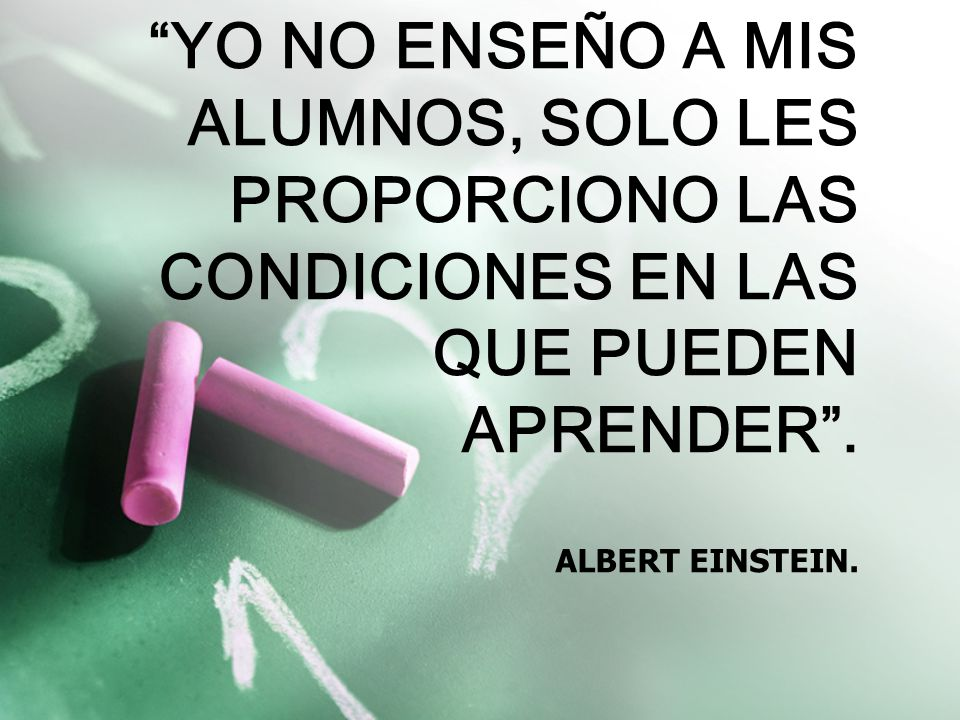 “YO NO ENSEÑO A MIS
ALUMNOS, SOLO LES
PROPORCIONO LAS
CONDICIONES EN LAS
QUE PUEDEN
APRENDER”.
ALBERT EINSTEIN.